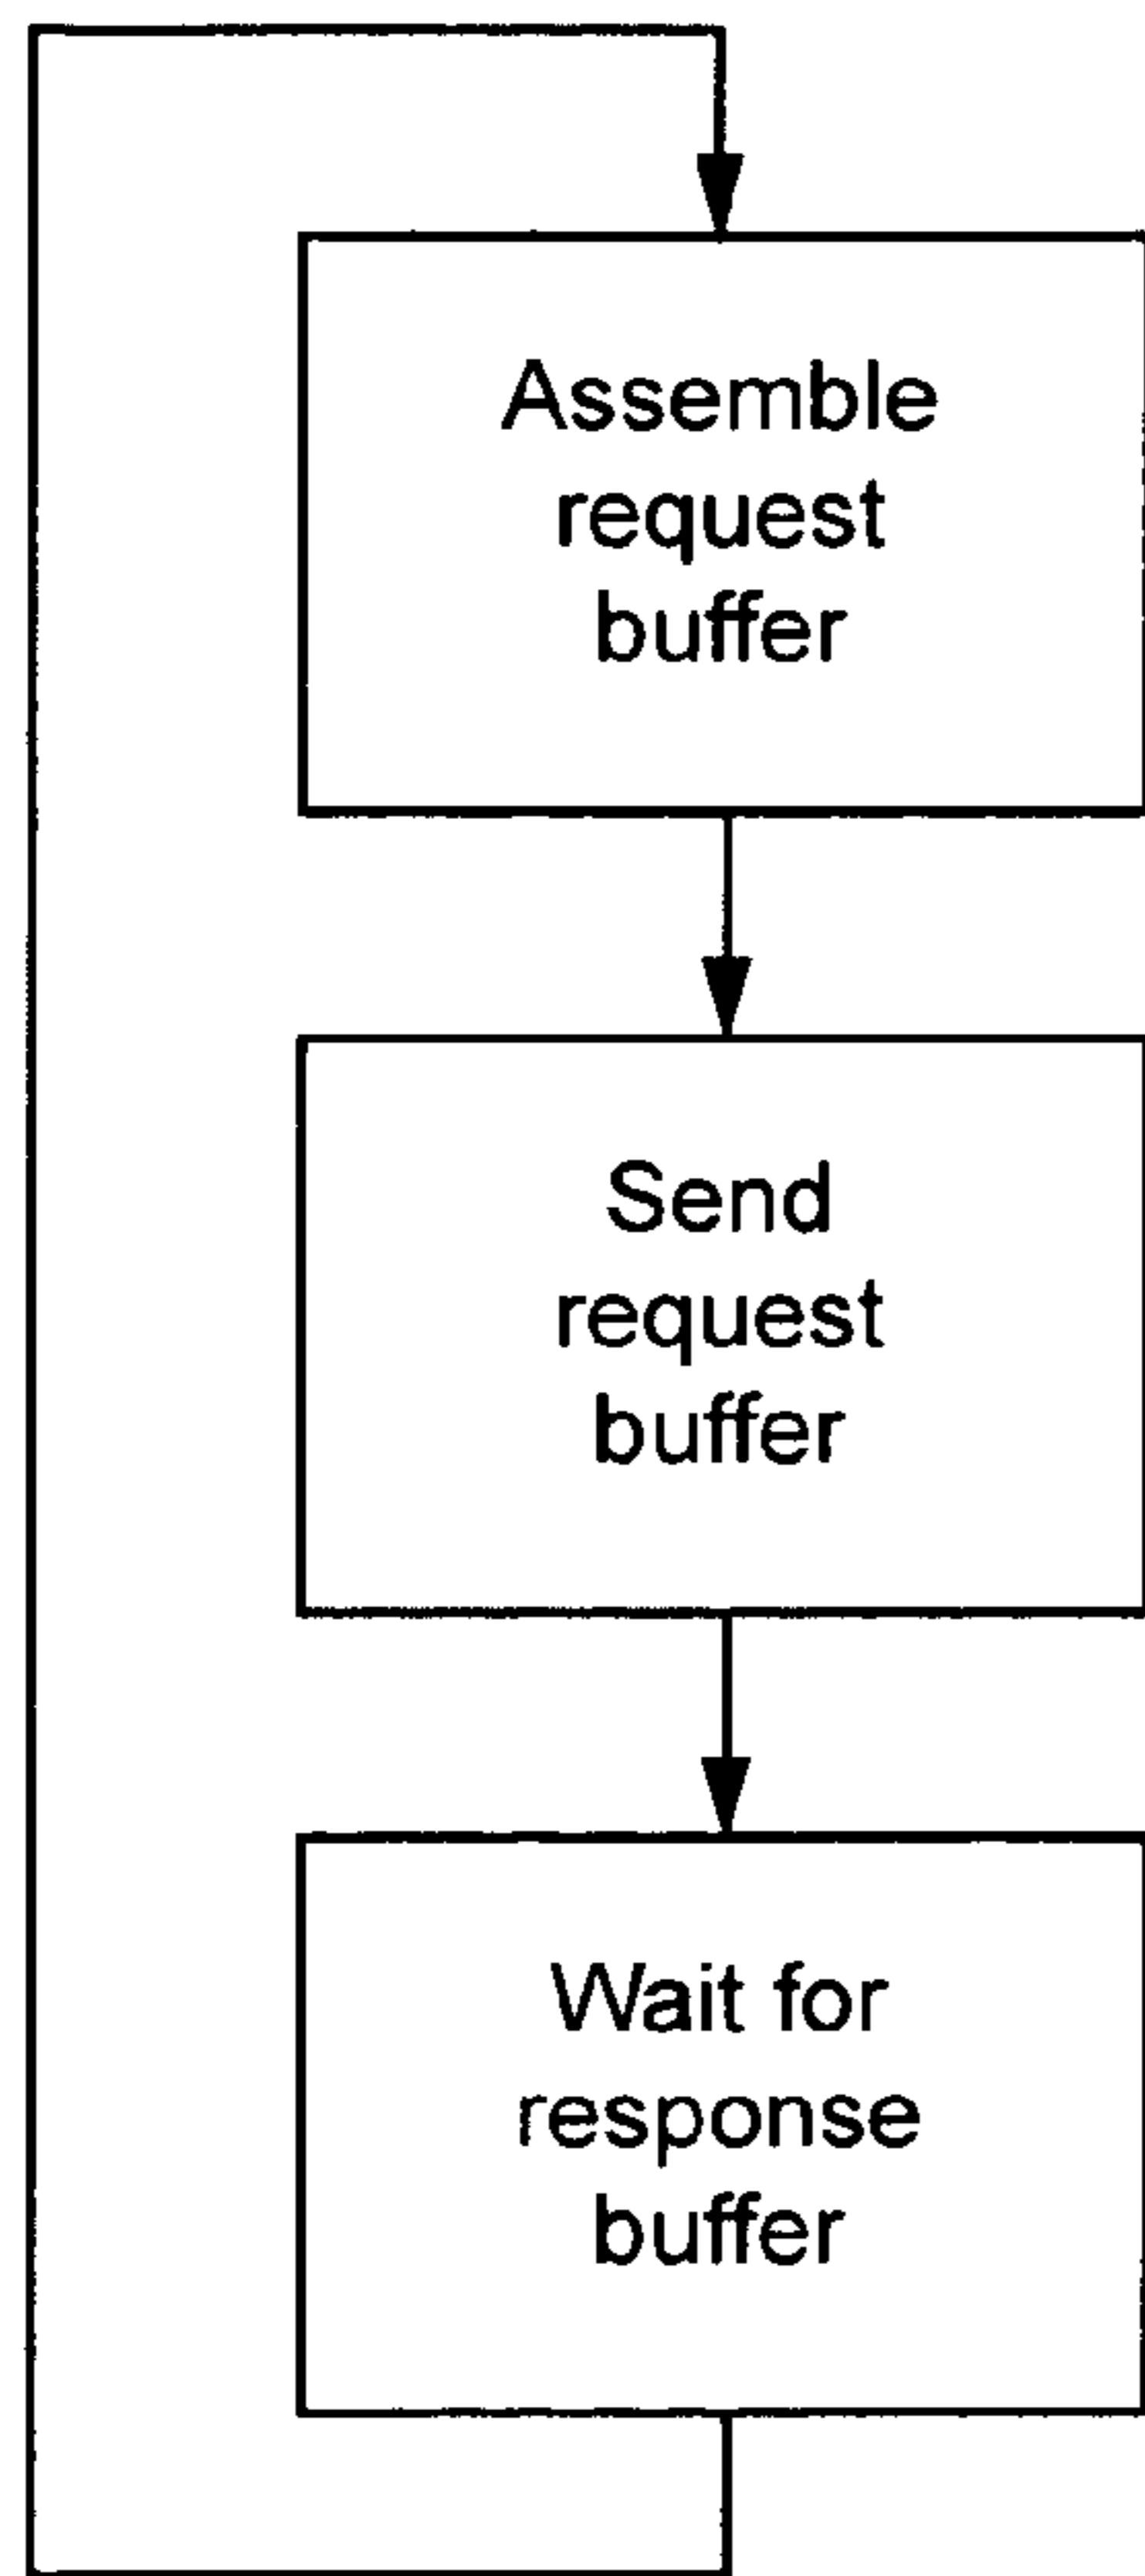 Assemble
request
buffer
Send
request
buffer
Wait for
response
buffer